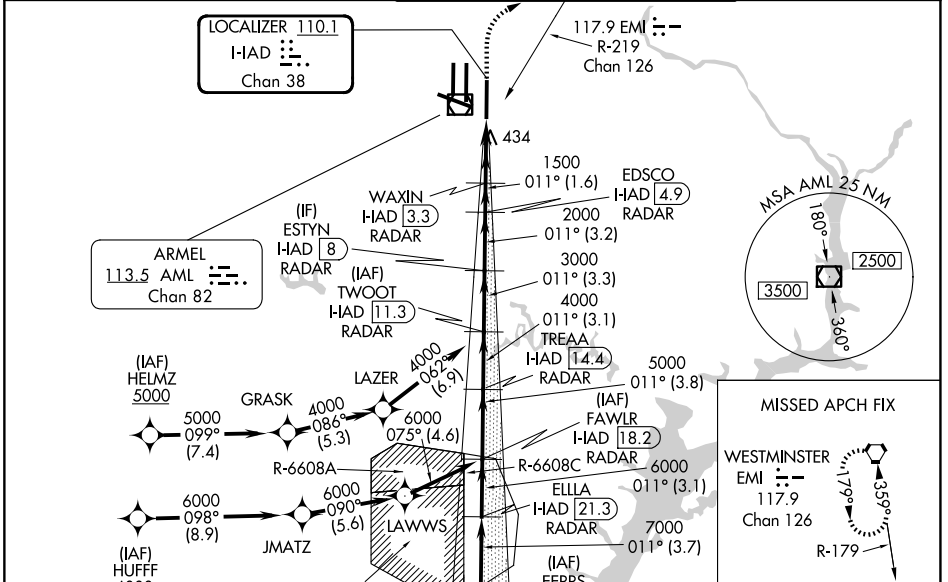 LOCALIZER 110.1
I-IAD
Chan 38
117.9 EMI
R-219
Chan 126
434
1500
011° (1.6)
EDSCO
I-IAD 4.9
RADAR
WAXIN
I-IAD 3.3
RADAR
2000
011° (3.2)
(IF)
ESTYN
I-IAD 8
RADAR
3000
011° (3.3)
ARMEL
113.5 AML
Chan 82
(IAF)
TWOOT
I-IAD 11.3
RADAR
4000
011° (3.1)
TREAA
I-IAD 14.4
RADAR
MSA AML 25 NM
180°
2500
3500
360°
(IAF)
HELMZ
5000
5000
099°
(7.4)
GRASK
4000
086°
(5.3)
LAZER
4000
062°
(6.9)
5000
011° (3.8)
(IAF)
FAWLR
I-IAD 18.2
RADAR
6000
075° (4.6)
R-6608A
R-6608C
6000
011° (3.1)
ELLLA
I-IAD 21.3
RADAR
6000
098°
(8.9)
JMATZ
6000
090°
(5.6)
LAWWS
7000
011° (3.7)
(IAF)
HUFFF
(IAF)
MISSED APCH FIX
WESTMINSTER
EMI
117.9
Chan 126
179°
359°
R-179